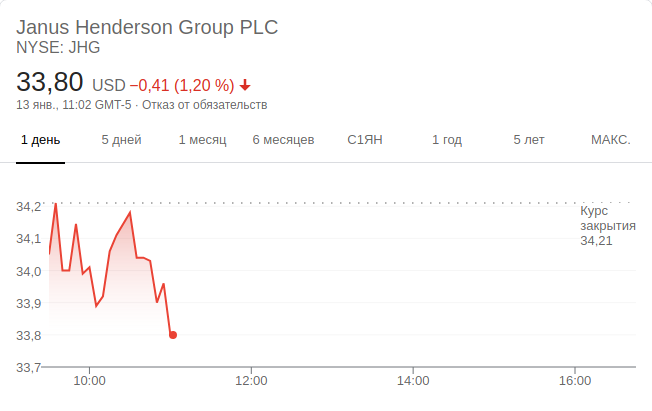 Janus Henderson Group PLC
NYSE: JHG
33,80 USD −0,41 (1,20 %)
13 янв., 11:02 GMT-5 · Отказ от обязательств
1 день 5 дней 1 месяц 6 месяцев С1ЯН 1 год 5 лет МАКС.
34,2
Курс
закрытия
34,21
34,1
34,0
33,9
33,8
33,7
10:00 12:00 14:00 16:00